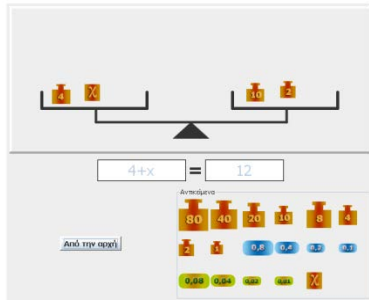 4 χ 10 2
4+x = 12
Αντικείμενα
80 40 20 10 8 4
2 1 0,8 0,4 0,2 0,1
Από την αρχή
0,08 0,04 0,02 0,01 χ